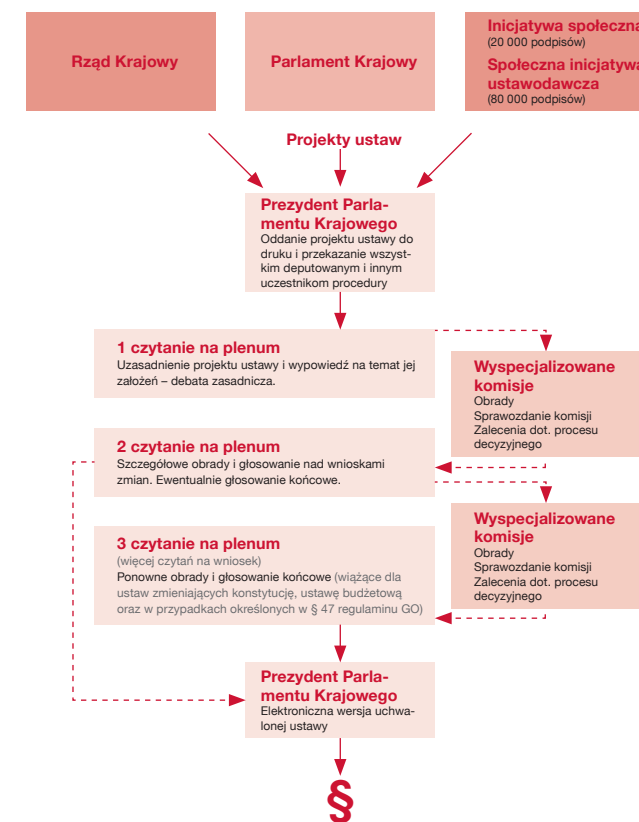 Rząd Krajowy
Parlament Krajowy
Inicjatywa społeczna
(20 000 podpisów)
Społeczna inicjatywa
ustawodawcza
(80 000 podpisów)
Projekty ustaw
Prezydent Parla-
mentu Krajowego
Oddanie projektu ustawy do
druku i przekazanie wszyst-
kim deputowanym i innym
uczestnikom procedury
1 czytanie na plenum
Uzasadnienie projektu ustawy i wypowiedź na temat jej
założeń – debata zasadnicza.
Wyspecjalizowane
komisje
Obrady
Sprawozdanie komisji
Zalecenia dot. procesu
decyzyjnego
2 czytanie na plenum
Szczegółowe obrady i głosowanie nad wnioskami
zmian. Ewentualnie głosowanie końcowe.
Wyspecjalizowane
komisje
Obrady
Sprawozdanie komisji
Zalecenia dot. procesu
decyzyjnego
3 czytanie na plenum
(więcej czytań na wniosek)
Ponowne obrady i głosowanie końcowe (wiążące dla
ustaw zmieniających konstytucję, ustawę budżetową
oraz w przypadkach określonych w § 47 regulaminu GO)
Prezydent Parla-
mentu Krajowego
Elektroniczna wersja uchwa-
lonej ustawy
§